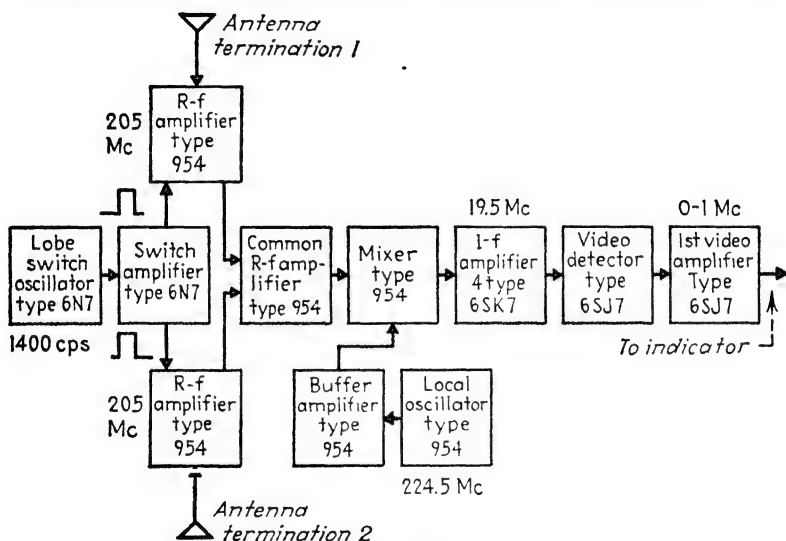 Antenna
termination 1
R-f
amplifier
type
954
205
Mc
Lobe
switch
oscillator
type 6N7
1400 cps
Switch
amplifier
type 6N7
Common
R-f amp-
lifier
type 954
Mixer
type
954
19.5 Mc
I-f
amplifier
4 type
6SK7
Video
detector
type
6SJ7
0-1 Mc
1st video
amplifier
Type
6SJ7
To indicator
205
Mc
R-f
amplifier
type
954
Buffer
amplifier
type
954
Local
oscillator
type
954
224.5 Mc
Antenna
termination 2